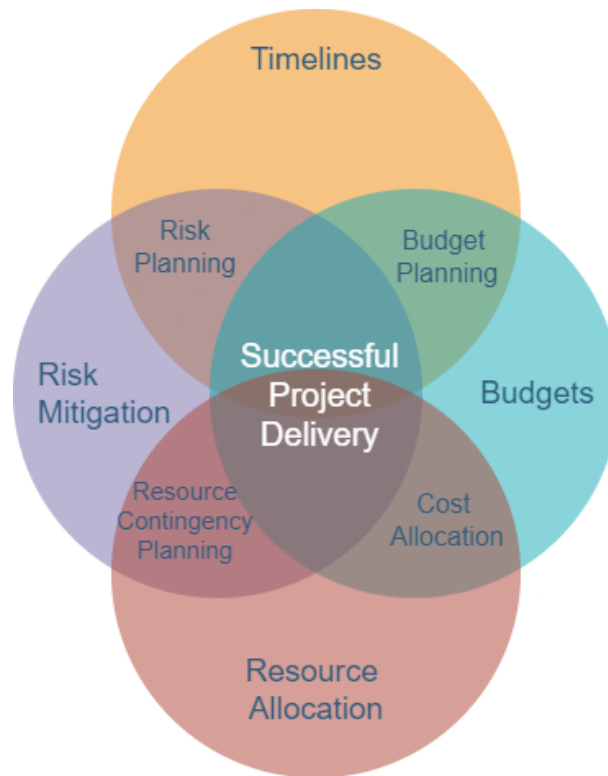 Timelines
Risk
Planning
Budget
Planning
Successful
Project
Delivery
Risk
Mitigation
Budgets
Resource
Contingency
Planning
Cost
Allocation
Resource
Allocation